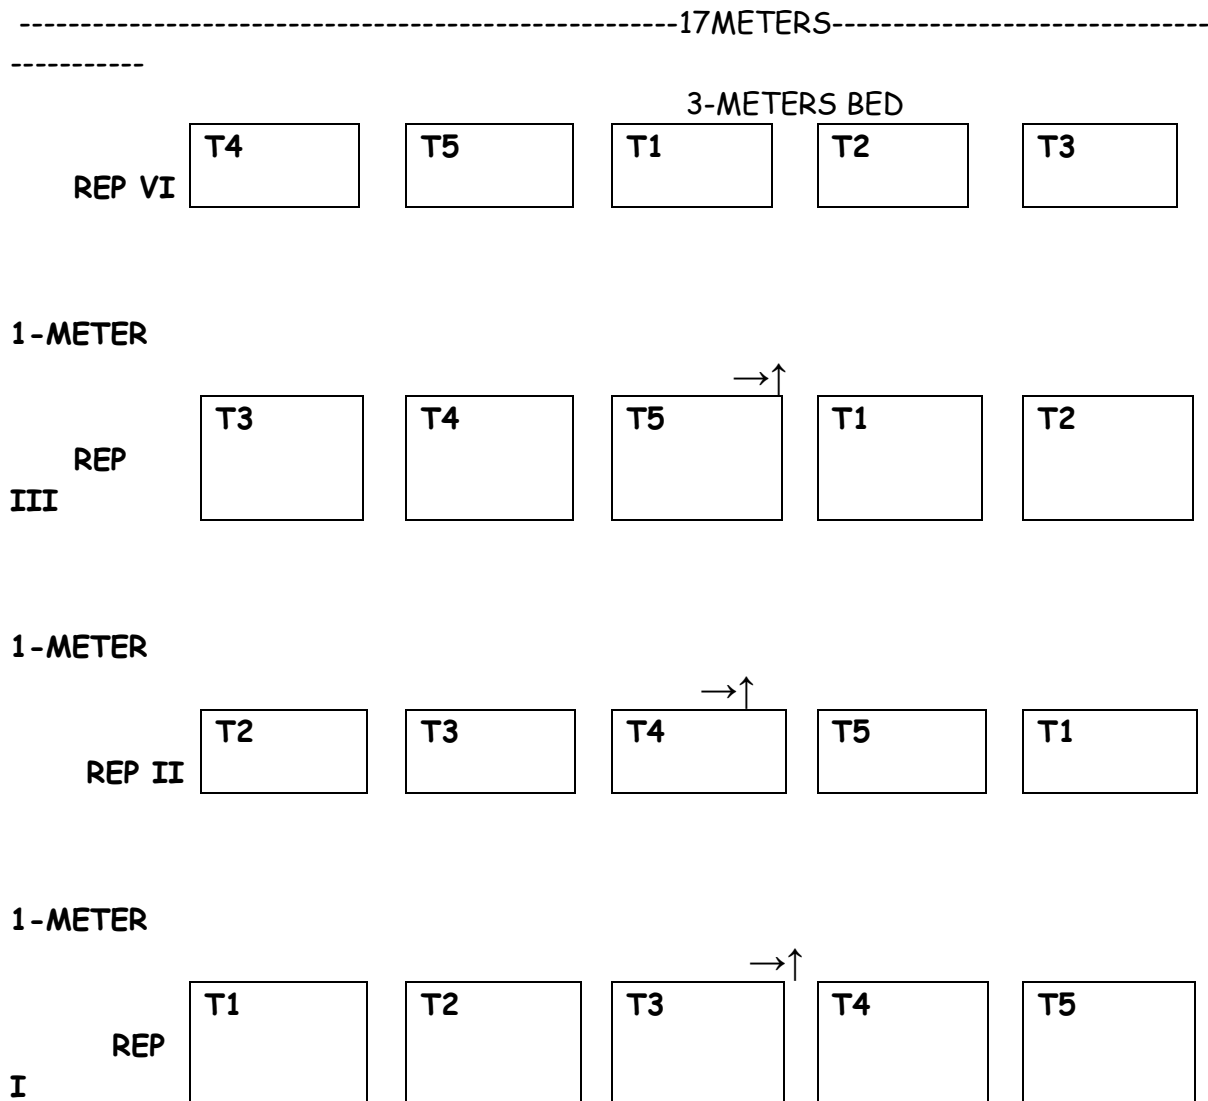 -------------------------------------------------------17METERS--------------------------------
-----------
3-METERS BED
T4 T5 T1 T2 T3
REP VI
1-METER
→↑
T3 T4 T5 T1 T2
REP
III
1-METER
→↑
T2 T3 T4 T5 T1
REP II
1-METER
→↑
T1 T2 T3 T4 T5
REP
I